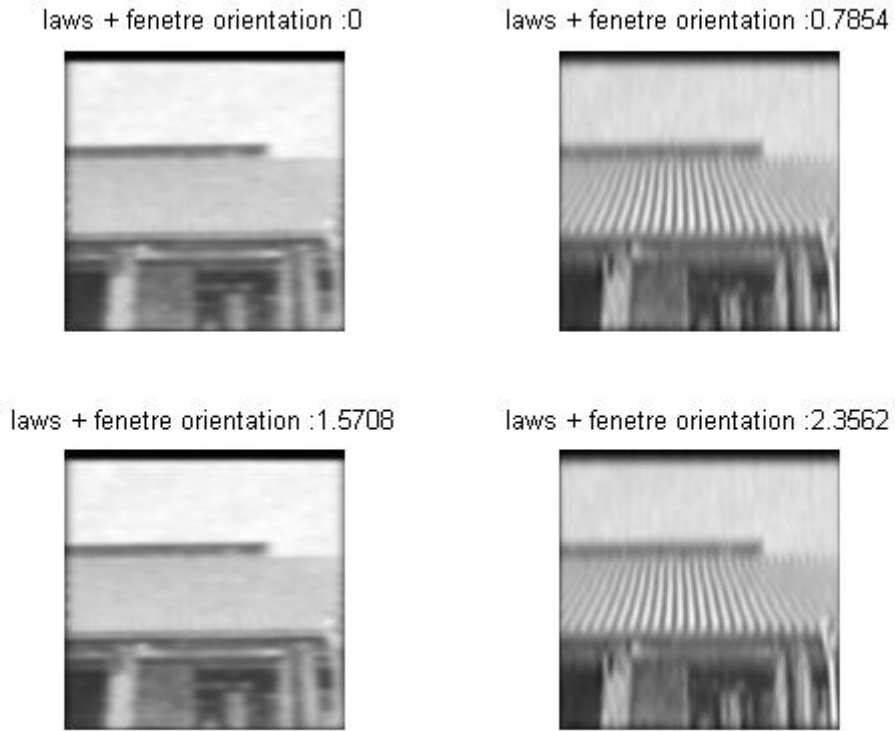 laws + fenetre orientation :0
laws + fenetre orientation :0.7854
laws + fenetre orientation :1.5708
laws + fenetre orientation :2.3562